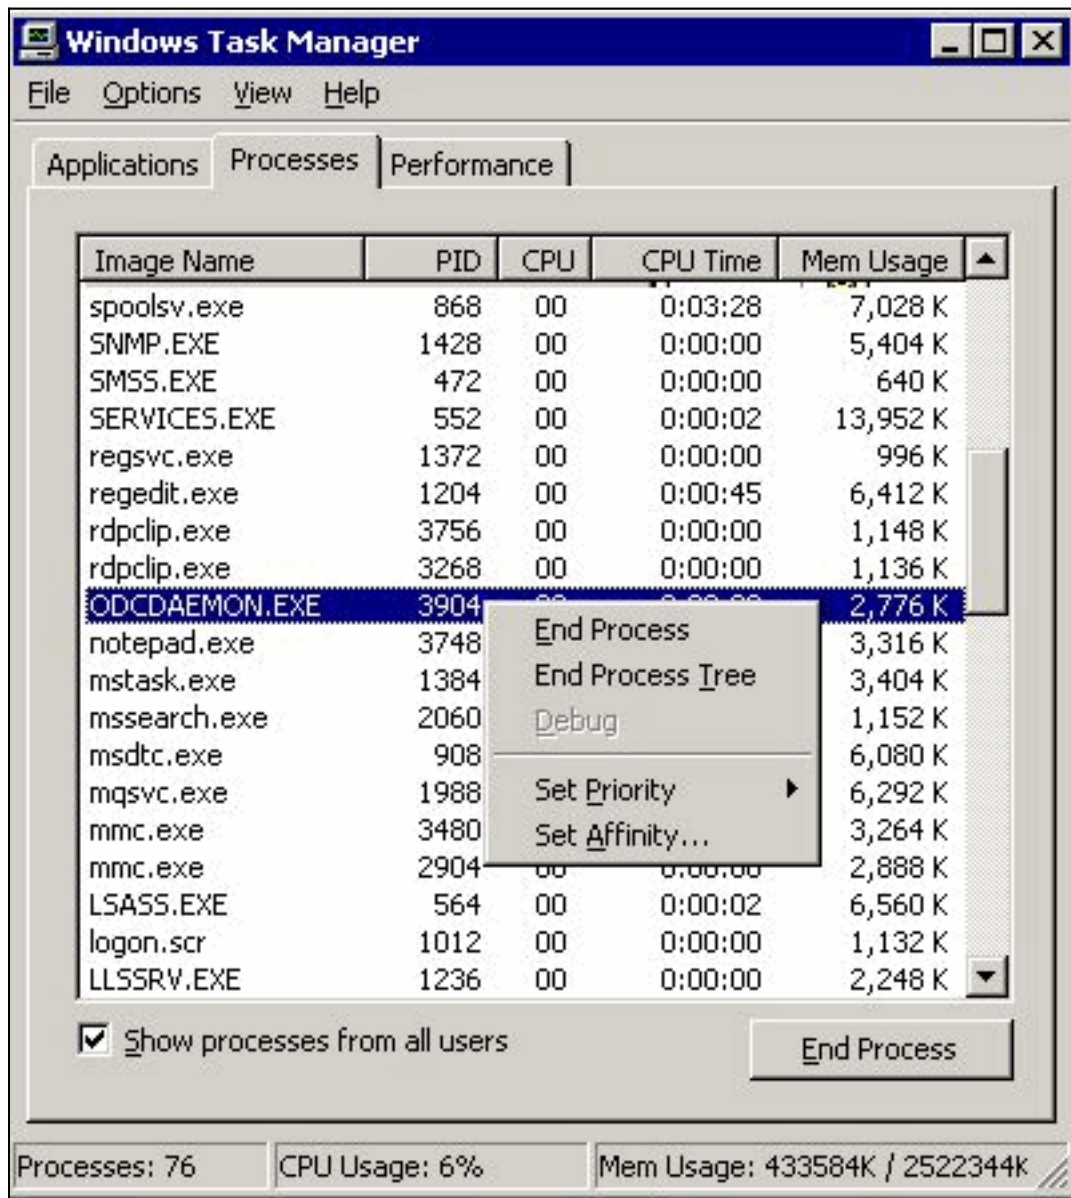 Windows Task Manager
File Options View Help
Applications Processes Performance
Image Name PID CPU CPU Time Mem Usage
spoolsv.exe 868 00 0:03:28 7,028 K
SNMP.EXE 1428 00 0:00:00 5,404 K
SMSS.EXE 472 00 0:00:00 640 K
SERVICES.EXE 552 00 0:00:02 13,952 K
regsvc.exe 1372 00 0:00:00 996 K
regedit.exe 1204 00 0:00:45 6,412 K
rdpclip.exe 3756 00 0:00:00 1,148 K
rdpclip.exe 3268 00 0:00:00 1,136 K
ODCDAEMON.EXE 3904 2,776 K
End Process
notepad.exe 3748 3,316 K
End Process Tree
mstask.exe 1384 3,404 K
Debug
mssearch.exe 2060 1,152 K
msdtc.exe 908 6,080 K
Set Priority
mqsvc.exe 1988 6,292 K
Set Affinity...
mmc.exe 3480 3,264 K
mmc.exe 2904 2,888 K
LSASS.EXE 564 00 0:00:02 6,560 K
logon.scr 1012 00 0:00:00 1,132 K
LLSSRV.EXE 1236 00 0:00:00 2,248 K
Show processes from all users
End Process
Processes: 76 CPU Usage: 6% Mem Usage: 433584K / 2522344K